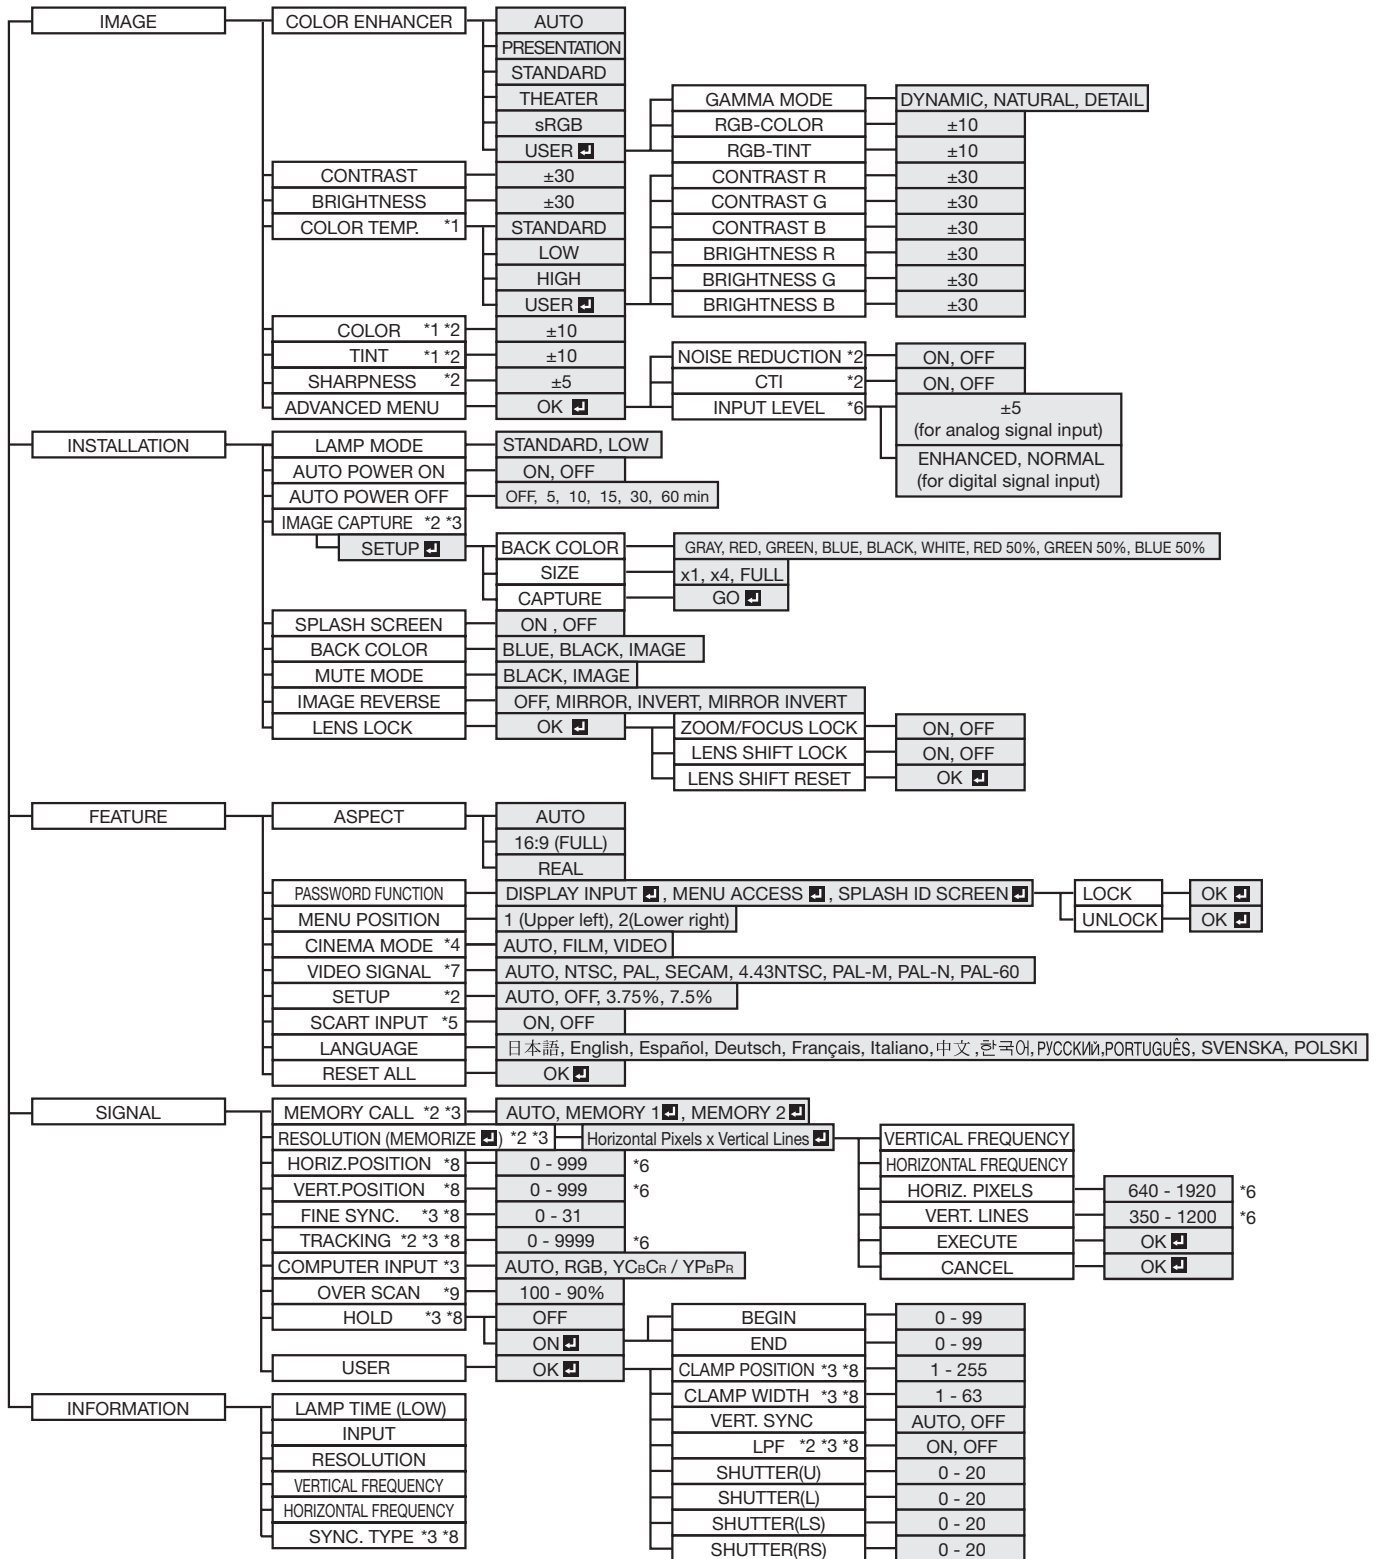 IMAGE
COLOR ENHANCER
AUTO
PRESENTATION
STANDARD
THEATER
sRGB
USER
GAMMA MODE
DYNAMIC, NATURAL, DETAIL
RGB-COLOR
±10
RGB-TINT
±10
CONTRAST
±30
BRIGHTNESS
±30
COLOR TEMP. *1
STANDARD
LOW
HIGH
USER
CONTRAST R
±30
CONTRAST G
±30
CONTRAST B
±30
BRIGHTNESS R
±30
BRIGHTNESS G
±30
BRIGHTNESS B
±30
COLOR *1 *2
±10
TINT *1 *2
±10
SHARPNESS *2
±5
ADVANCED MENU
OK
NOISE REDUCTION *2
ON, OFF
CTI *2
ON, OFF
INPUT LEVEL *6
±5
(for analog signal input)
ENHANCED, NORMAL
(for digital signal input)
INSTALLATION
LAMP MODE
STANDARD, LOW
AUTO POWER ON
ON, OFF
AUTO POWER OFF
OFF, 5, 10, 15, 30, 60 min
IMAGE CAPTURE *2 *3
SETUP
BACK COLOR
GRAY, RED, GREEN, BLUE, BLACK, WHITE, RED 50%, GREEN 50%, BLUE 50%
SIZE
x1, x4, FULL
CAPTURE
GO
SPLASH SCREEN
ON , OFF
BACK COLOR
BLUE, BLACK, IMAGE
MUTE MODE
BLACK, IMAGE
IMAGE REVERSE
OFF, MIRROR, INVERT, MIRROR INVERT
LENS LOCK
OK
ZOOM/FOCUS LOCK
ON, OFF
LENS SHIFT LOCK
ON, OFF
LENS SHIFT RESET
OK
FEATURE
ASPECT
AUTO
16:9 (FULL)
REAL
PASSWORD FUNCTION
DISPLAY INPUT , MENU ACCESS , SPLASH ID SCREEN
LOCK
OK
UNLOCK
OK
MENU POSITION
1 (Upper left), 2(Lower right)
CINEMA MODE *4
AUTO, FILM, VIDEO
VIDEO SIGNAL *7
AUTO, NTSC, PAL, SECAM, 4.43NTSC, PAL-M, PAL-N, PAL-60
SETUP *2
AUTO, OFF, 3.75%, 7.5%
SCART INPUT *5
ON, OFF
LANGUAGE
日本語, English, Español, Deutsch, Français, Italiano,中文 ,한국어, РУССКИЙ,PORTUGUÊS, SVENSKA, POLSKI
RESET ALL
OK
SIGNAL
MEMORY CALL *2 *3
AUTO, MEMORY 1 , MEMORY 2
RESOLUTION (MEMORIZE ) *2 *3
Horizontal Pixels x Vertical Lines
VERTICAL FREQUENCY
HORIZONTAL FREQUENCY
HORIZ. PIXELS
640 - 1920 *6
VERT. LINES
350 - 1200 *6
EXECUTE
OK
CANCEL
OK
HORIZ.POSITION *8
0 - 999 *6
VERT.POSITION *8
0 - 999 *6
FINE SYNC. *3 *8
0 - 31
TRACKING *2 *3 *8
0 - 9999 *6
COMPUTER INPUT *3
AUTO, RGB, YCBCR / YPBPR
OVER SCAN *9
100 - 90%
HOLD *3 *8
OFF
ON
BEGIN
0 - 99
END
0 - 99
USER
OK
CLAMP POSITION *3 *8
1 - 255
CLAMP WIDTH *3 *8
1 - 63
VERT. SYNC
AUTO, OFF
LPF *2 *3 *8
ON, OFF
SHUTTER(U)
0 - 20
SHUTTER(L)
0 - 20
SHUTTER(LS)
0 - 20
SHUTTER(RS)
0 - 20
INFORMATION
LAMP TIME (LOW)
INPUT
RESOLUTION
VERTICAL FREQUENCY
HORIZONTAL FREQUENCY
SYNC. TYPE *3 *8